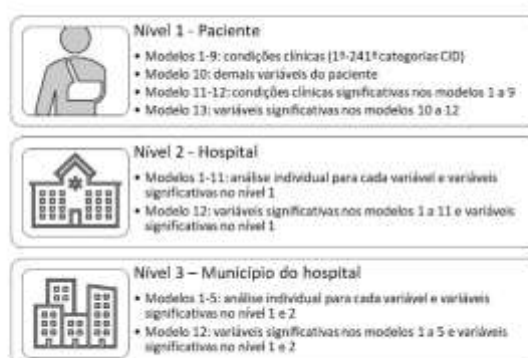 Nível 1 - Paciente
• Modelos 1-9: condições clínicas (1ª-241ª categorias CID)
• Modelo 10: demais variáveis do paciente
• Modelo 11-12: condições clínicas significativas nos modelos 1 a 9
• Modelo 13: variáveis significativas nos modelos 10 a 12
Nível 2 - Hospital
• Modelos 1-11: análise individual para cada variável e variáveis
significativas no nível 1
• Modelo 12: variáveis significativas nos modelos 1 a 11 e variáveis
significativas no nível 1
Nível 3 – Município do hospital
• Modelos 1-5: análise individual para cada variável e variáveis
significativas no nível 1 e 2
• Modelo 12: variáveis significativas nos modelos 1 a 5 e variáveis
significativas no nível 1 e 2